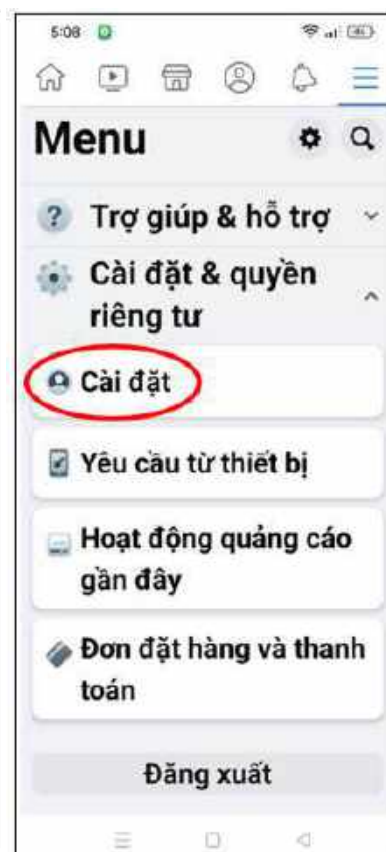 5:08
Menu
Trợ giúp & hỗ trợ
Cài đặt & quyền
riêng tư
Cài đặt
Yêu cầu từ thiết bị
Hoạt động quảng cáo
gần đây
Đơn đặt hàng và thanh
toán
Đăng xuất